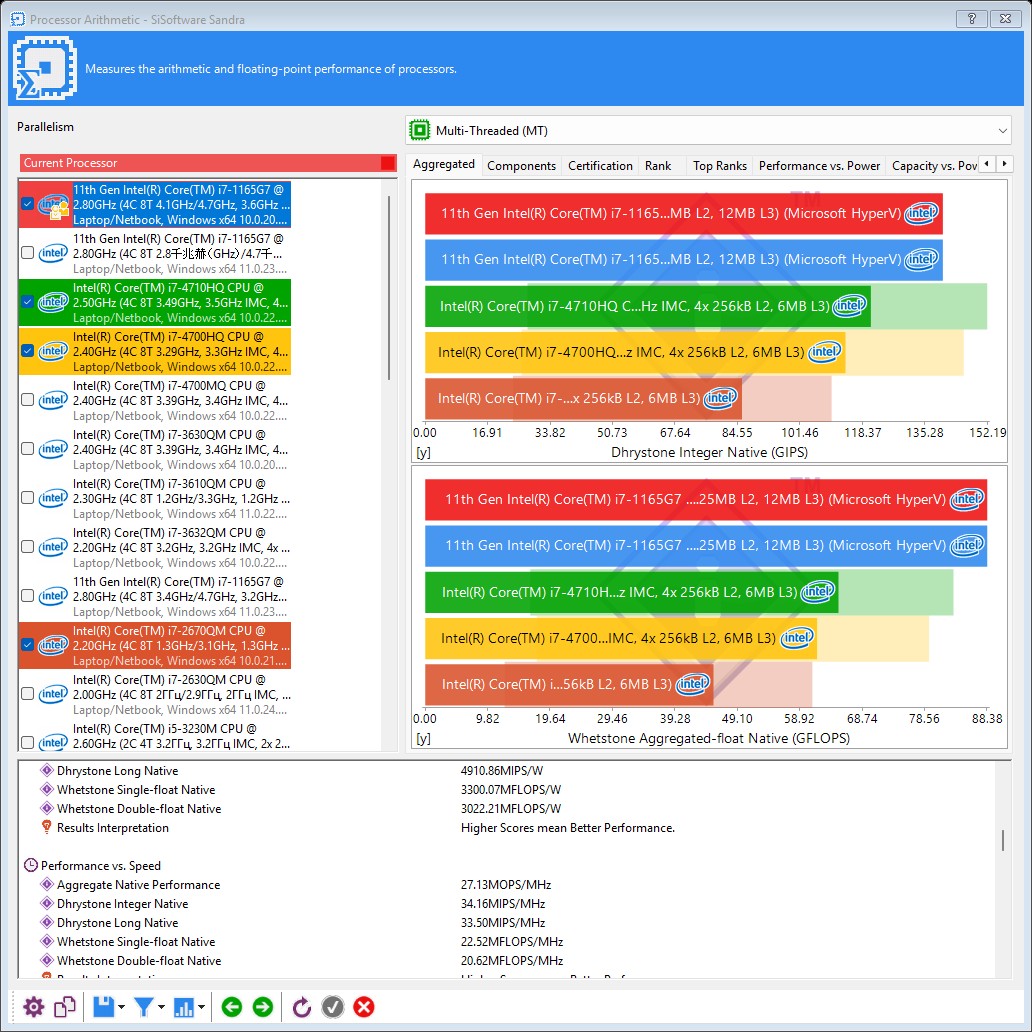 Processor Arithmetic - SiSoftware Sandra
?
Measures the arithmetic and floating-point performance of processors.
Parallelism
Multi-Threaded (MT)
Current Processor
11th Gen Intel(R) Core(TM) i7-1165G7 @
2.80GHz (4C 8T 4.1GHz/4.7GHz, 3.6GHz ...
Laptop/Netbook, Windows x64 10.0.20....
11th Gen Intel(R) Core(TM) i7-1165G7 @
2.80GHz (4C 8T 2.8千兆赫(GHz)/4.7千...
Laptop/Netbook, Windows x64 11.0.23....
Intel(R) Core(TM) i7-4710HQ CPU @
2.50GHz (4C 8T 3.49GHz, 3.5GHz IMC, 4...
Laptop/Netbook, Windows x64 10.0.22....
Intel(R) Core(TM) i7-4700HQ CPU @
2.40GHz (4C 8T 3.29GHz, 3.3GHz IMC, 4...
Laptop/Netbook, Windows x64 10.0.22....
Intel(R) Core(TM) i7-4700MQ CPU @
2.40GHz (4C 8T 3.39GHz, 3.4GHz IMC, 4...
Laptop/Netbook, Windows x64 10.0.22....
Intel(R) Core(TM) i7-3630QM CPU @
2.40GHz (4C 8T 3.39GHz, 3.4GHz IMC, 4...
Laptop/Netbook, Windows x64 10.0.20....
Intel(R) Core(TM) i7-3610QM CPU @
2.30GHz (4C 8T 1.2GHz/3.3GHz, 1.2GHz ...
Laptop/Netbook, Windows x64 11.0.22....
Intel(R) Core(TM) i7-3632QM CPU @
2.20GHz (4C 8T 3.2GHz, 3.2GHz IMC, 4x ...
Laptop/Netbook, Windows x64 10.0.22....
11th Gen Intel(R) Core(TM) i7-1165G7 @
2.80GHz (4C 8T 3.4GHz/4.7GHz, 3.2GHz...
Laptop/Netbook, Windows x64 11.0.23....
Intel(R) Core(TM) i7-2670QM CPU @
2.20GHz (4C 8T 1.3GHz/3.1GHz, 1.3GHz ...
Laptop/Netbook, Windows x64 10.0.21....
Intel(R) Core(TM) i7-2630QM CPU @
2.00GHz (4C 8T 2ГГц/2.9ГГц, 2ГГц IMC, ...
Laptop/Netbook, Windows x64 11.0.24....
Intel(R) Core(TM) i5-3230M CPU @
2.60GHz (2C 4T 3.2ГГц, 3.2ГГц IMC, 2x 2...
Aggregated Components Certification Rank Top Ranks Performance vs. Power Capacity vs. Pov
TM
11th Gen Intel(R) Core(TM) i7-1165...MB L2, 12MB L3) (Microsoft HyperV) intel
11th Gen Intel(R) Core(TM) i7-1165...MB L2, 12MB L3) (Microsoft HyperV) intel
Intel(R) Core(TM) i7-4710HQ C...Hz IMC, 4x 256kB L2, 6MB L3) intel
Intel(R) Core(TM) i7-4700HQ...z IMC, 4x 256kB L2, 6MB L3) intel
Intel(R) Core(TM) i7-...x 256kB L2, 6MB L3) intel
0.00 16.91 33.82 50.73 67.64 84.55 101.46 118.37 135.28 152.19
[y] Dhrystone Integer Native (GIPS)
TM
11th Gen Intel(R) Core(TM) i7-1165G7 ....25MB L2, 12MB L3) (Microsoft HyperV) intel
11th Gen Intel(R) Core(TM) i7-1165G7 ....25MB L2, 12MB L3) (Microsoft HyperV) intel
Intel(R) Core(TM) i7-4710H...z IMC, 4x 256kB L2, 6MB L3) intel
Intel(R) Core(TM) i7-4700...IMC, 4x 256kB L2, 6MB L3) intel
Intel(R) Core(TM) i...56kB L2, 6MB L3) intel
0.00 9.82 19.64 29.46 39.28 49.10 58.92 68.74 78.56 88.38
[y] Whetstone Aggregated-float Native (GFLOPS)
Dhrystone Long Native 4910.86MIPS/W
Whetstone Single-float Native 3300.07MFLOPS/W
Whetstone Double-float Native 3022.21MFLOPS/W
Results Interpretation Higher Scores mean Better Performance.
Performance vs. Speed
Aggregate Native Performance 27.13MOPS/MHz
Dhrystone Integer Native 34.16MIPS/MHz
Dhrystone Long Native 33.50MIPS/MHz
Whetstone Single-float Native 22.52MFLOPS/MHz
Whetstone Double-float Native 20.62MFLOPS/MHz